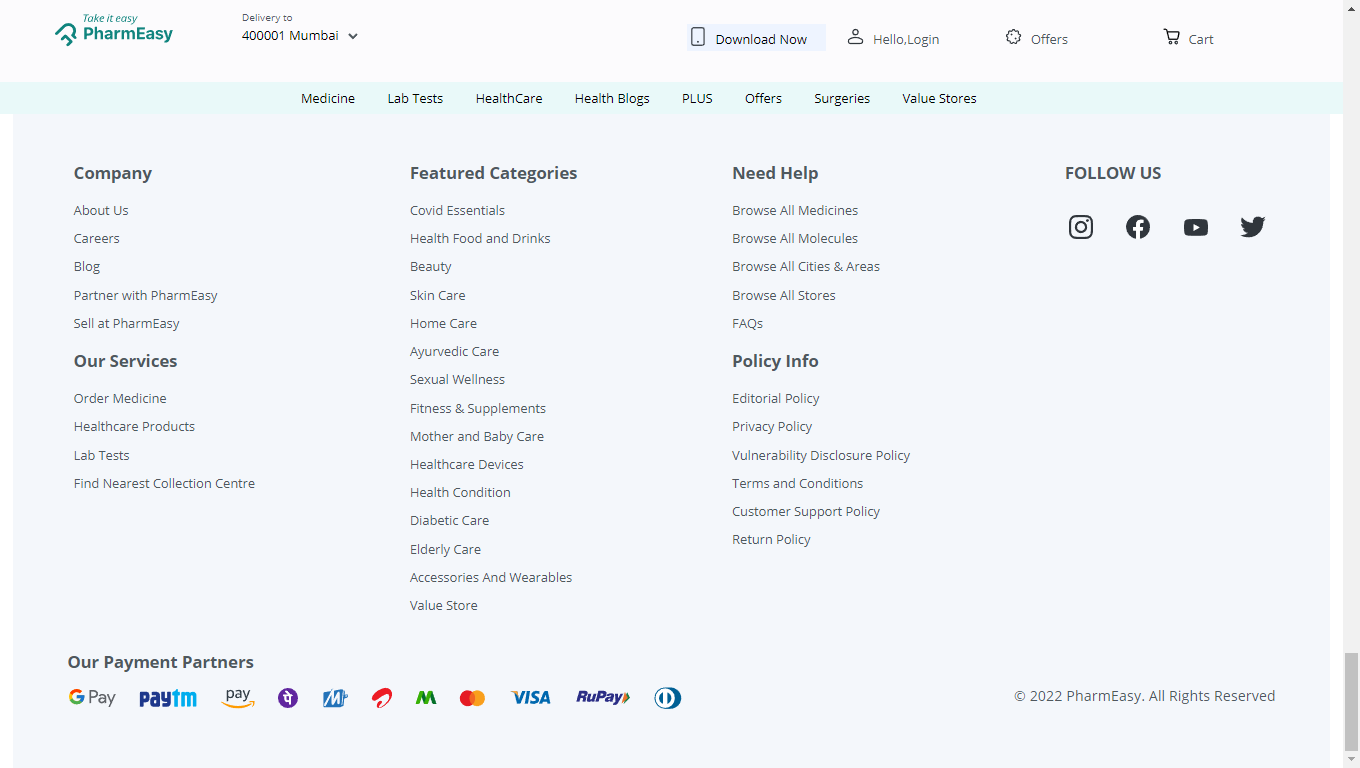 Take it easy
PharmEasy
Delivery to
400001 Mumbai
Download Now
Hello,Login
Offers
Cart
Medicine Lab Tests HealthCare Health Blogs PLUS Offers Surgeries Value Stores
Company
About Us
Careers
Blog
Partner with PharmEasy
Sell at PharmEasy
Our Services
Order Medicine
Healthcare Products
Lab Tests
Find Nearest Collection Centre
Featured Categories
Covid Essentials
Health Food and Drinks
Beauty
Skin Care
Home Care
Ayurvedic Care
Sexual Wellness
Fitness & Supplements
Mother and Baby Care
Healthcare Devices
Health Condition
Diabetic Care
Elderly Care
Accessories And Wearables
Value Store
Need Help
Browse All Medicines
Browse All Molecules
Browse All Cities & Areas
Browse All Stores
FAQs
Policy Info
Editorial Policy
Privacy Policy
Vulnerability Disclosure Policy
Terms and Conditions
Customer Support Policy
Return Policy
FOLLOW US
Our Payment Partners
G Pay paytm pay पे M VISA RuPay
© 2022 PharmEasy. All Rights Reserved